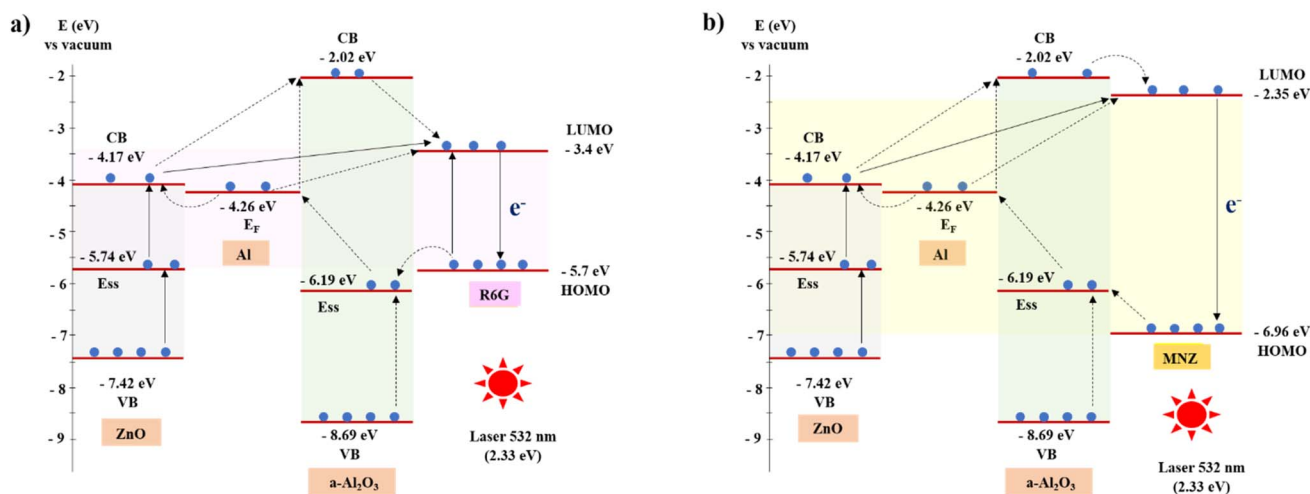 a)
E (eV)
vs vacuum
- 2
- 3
- 4
- 5
- 6
- 7
- 8
- 9
CB
- 4.17 eV
- 5.74 eV
Ess
- 7.42 eV
VB
ZnO
- 4.26 eV
E_F
Al
CB
- 2.02 eV
- 6.19 eV
Ess
-8.69 eV
VB
a-Al₂O₃
LUMO
- 3.4 eV
e⁻
- 5.7 eV
HOMO
R6G
Laser 532 nm
(2.33 eV)
b)
E (eV)
vs vacuum
- 2
- 3
- 4
- 5
- 6
- 7
- 8
- 9
CB
- 4.17 eV
- 5.74 eV
Ess
- 7.42 eV
VB
ZnO
- 4.26 eV
E_F
Al
CB
- 2.02 eV
- 6.19 eV
Ess
-8.69 eV
VB
a-Al₂O₃
LUMO
- 2.35 eV
e⁻
- 6.96 eV
HOMO
MNZ
Laser 532 nm
(2.33 eV)